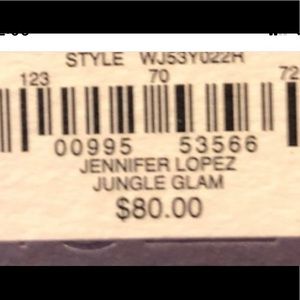 STYLE WJ53Y022H
123 70 72
00995 53566
JENNIFER LOPEZ
JUNGLE GLAM
$80.00